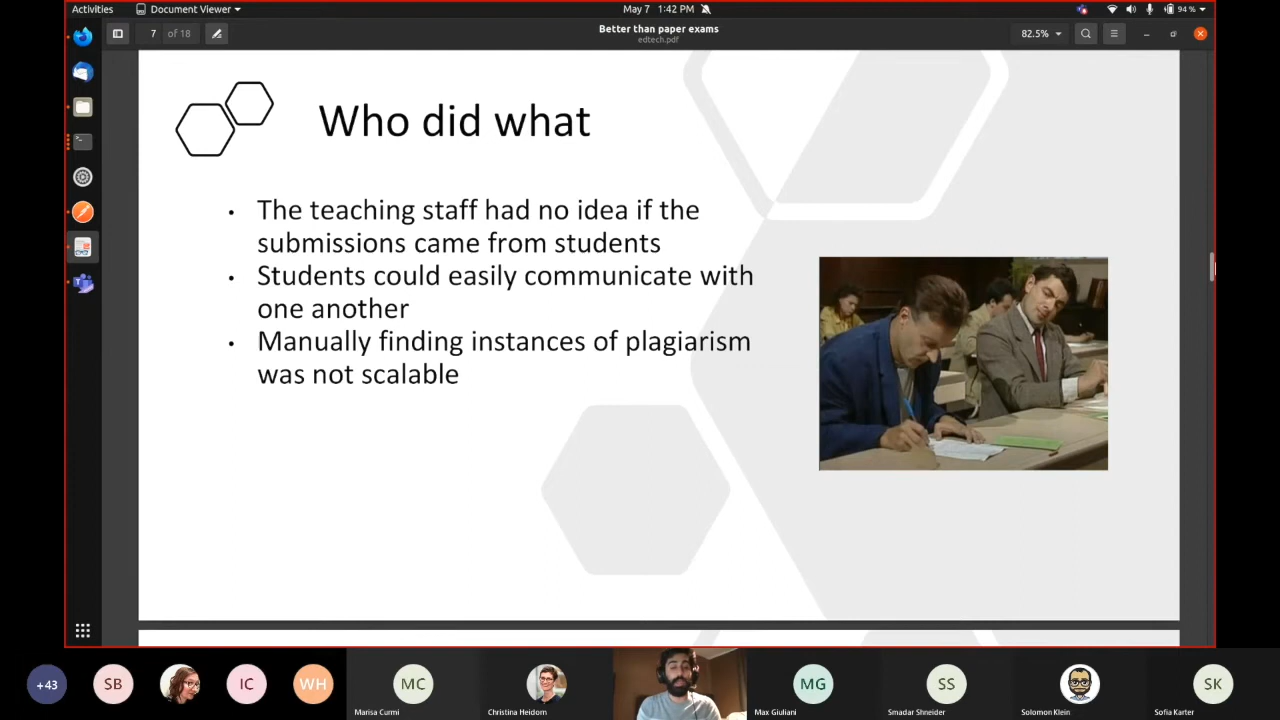 Activities
Document Viewer
May 7 1:42 PM
94 %
7
of 18
Better than paper exams
edtech.pdf
82.5%
Who did what
• The teaching staff had no idea if the
submissions came from students
• Students could easily communicate with
one another
• Manually finding instances of plagiarism
was not scalable
+43
SB
IC
WH
MC
MG
SS
SK
Marisa Curmi
Christina Heidorn
Max Giuliani
Smadar Shneider
Solomon Klein
Sofia Karter